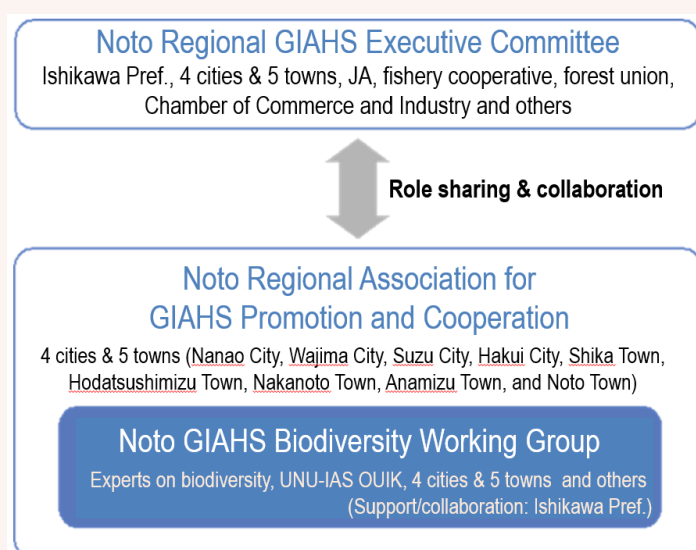 Noto Regional GIAHS Executive Committee
Ishikawa Pref., 4 cities & 5 towns, JA, fishery cooperative, forest union,
Chamber of Commerce and Industry and others
Role sharing & collaboration
Noto Regional Association for
GIAHS Promotion and Cooperation
4 cities & 5 towns (Nanao City, Wajima City, Suzu City, Hakui City, Shika Town,
Hodatsushimizu Town, Nakanoto Town, Anamizu Town, and Noto Town)
Noto GIAHS Biodiversity Working Group
Experts on biodiversity, UNU-IAS OUIK, 4 cities & 5 towns and others
(Support/collaboration: Ishikawa Pref.)